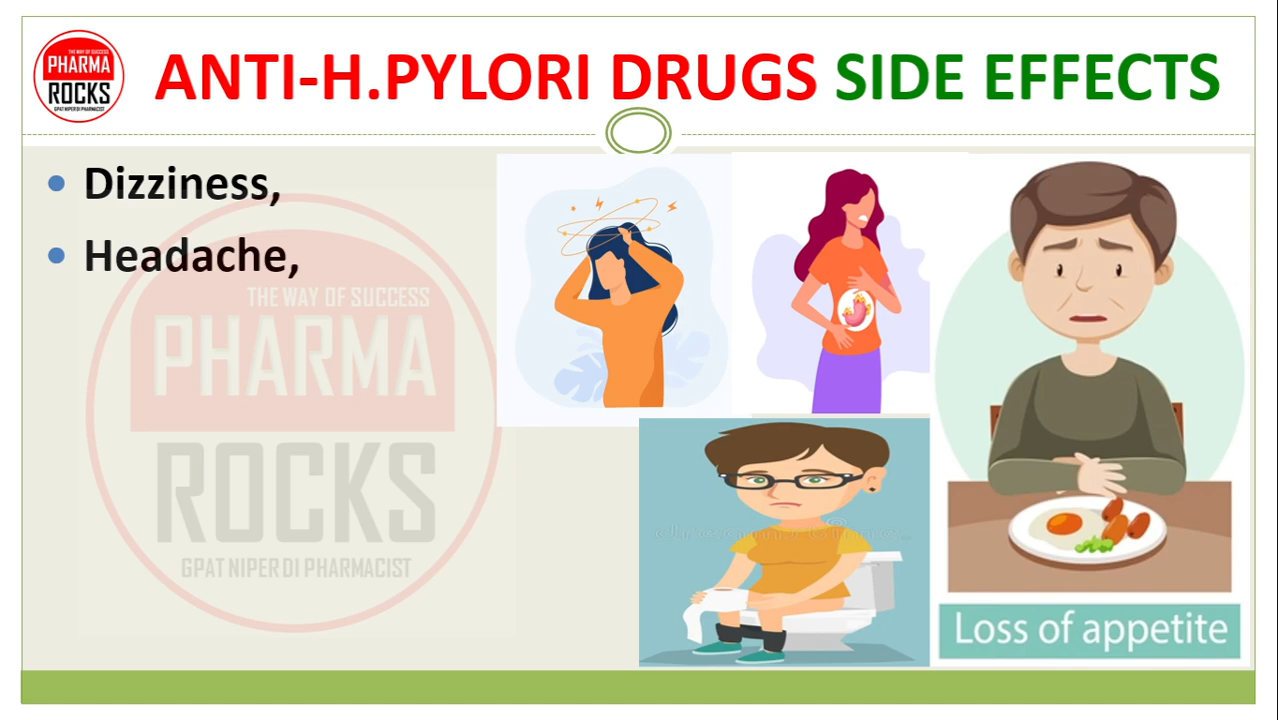 THE WAY OF SUCCESS
PHARMA
ROCKS
GPAT NIPER DI PHARMACIST
ANTI-H.PYLORI DRUGS SIDE EFFECTS
• Dizziness,
• Headache,
THE WAY OF SUCCESS
PHARMA
ROCKS
GPAT NIPER DI PHARMACIST
Loss of appetite